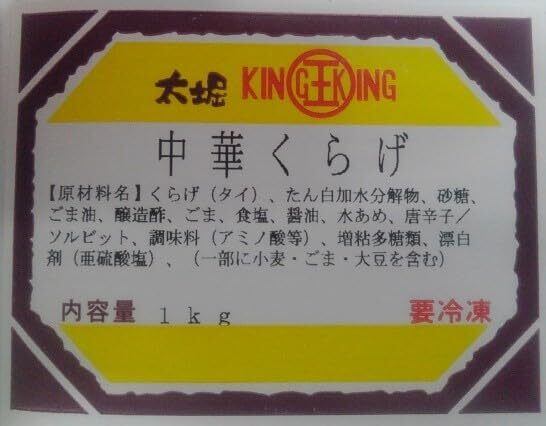 太堀 KING王KING
中華くらげ
【原材料名】くらげ（タイ）、たん白加水分解物、砂糖、
ごま油、醸造酢、ごま、食塩、醤油、水あめ、唐辛子／
ソルビット、調味料（アミノ酸等）、増粘多糖類、漂白
剤（亜硫酸塩）、（一部に小麦・ごま・大豆を含む）
内容量 １ｋｇ 要冷凍